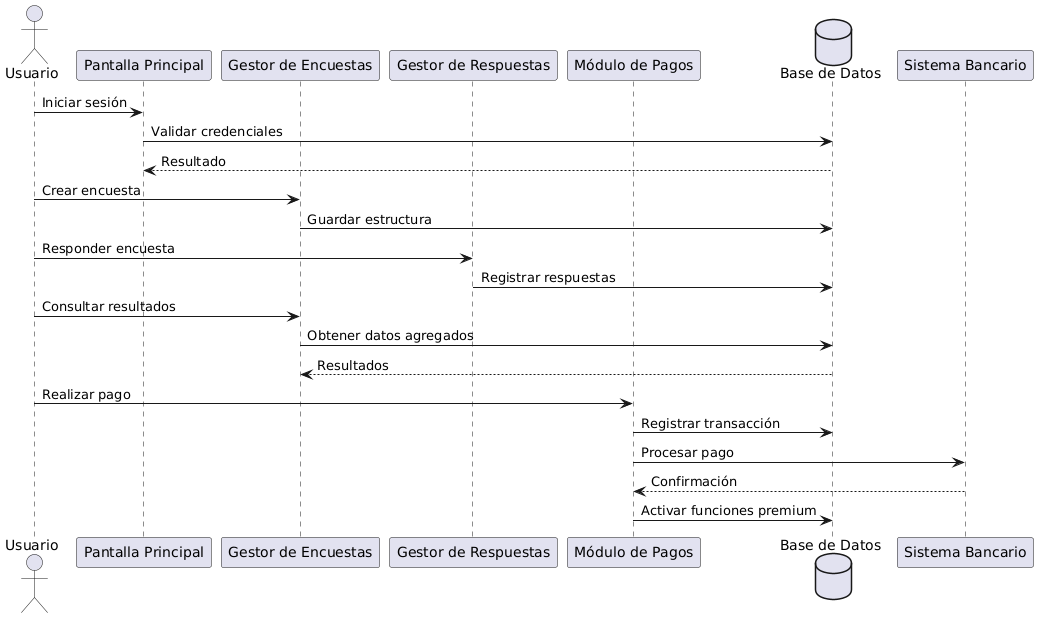 Usuario
Pantalla Principal
Gestor de Encuestas
Gestor de Respuestas
Módulo de Pagos
Base de Datos
Sistema Bancario
Iniciar sesión
Validar credenciales
Resultado
Crear encuesta
Guardar estructura
Responder encuesta
Registrar respuestas
Consultar resultados
Obtener datos agregados
Resultados
Realizar pago
Registrar transacción
Procesar pago
Confirmación
Activar funciones premium
Usuario
Pantalla Principal
Gestor de Encuestas
Gestor de Respuestas
Módulo de Pagos
Base de Datos
Sistema Bancario